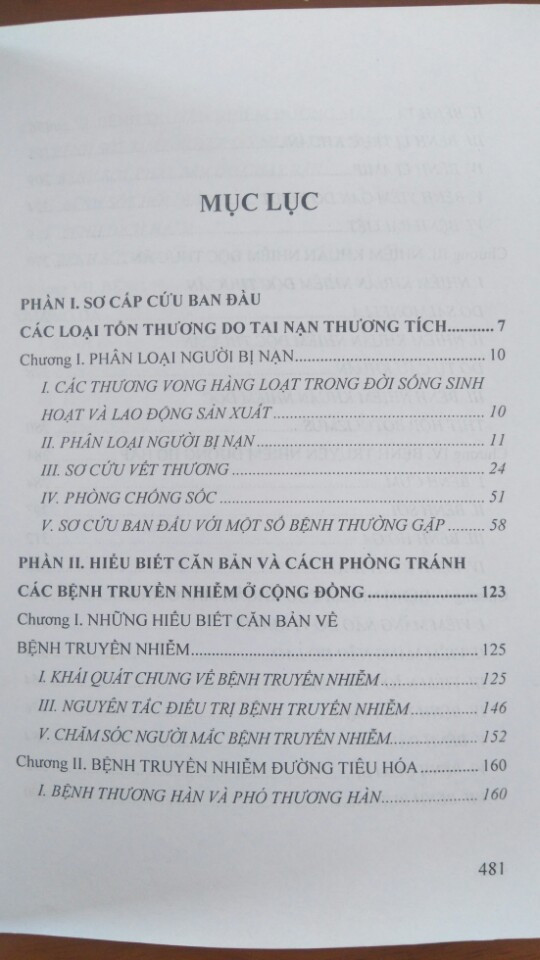 MỤC LỤC
PHẦN I. SƠ CẤP CỨU BAN ĐẦU
CÁC LOẠI TỔN THƯƠNG DO TAI NẠN THƯƠNG TÍCH........... 7
Chương I. PHÂN LOẠI NGƯỜI BỊ NẠN.................................... 10
I. CÁC THƯƠNG VONG HÀNG LOẠT TRONG ĐỜI SỐNG SINH
HOẠT VÀ LAO ĐỘNG SẢN XUẤT ........................................ 10
II. PHÂN LOẠI NGƯỜI BỊ NẠN ........................................... 11
III. SƠ CỨU VẾT THƯƠNG ................................................ 24
IV. PHÒNG CHỐNG SỐC .................................................... 51
V. SƠ CỨU BAN ĐẦU VỚI MỘT SỐ BỆNH THƯỜNG GẶP ....... 58
PHẦN II. HIỂU BIẾT CĂN BẢN VÀ CÁCH PHÒNG TRÁNH
CÁC BỆNH TRUYỀN NHIỄM Ở CỘNG ĐỒNG ...................... 123
Chương I. NHỮNG HIỂU BIẾT CĂN BẢN VỀ
BỆNH TRUYỀN NHIỄM....................................................... 125
I. KHÁI QUÁT CHUNG VỀ BỆNH TRUYỀN NHIỄM.................. 125
III. NGUYÊN TẮC ĐIỀU TRỊ BỆNH TRUYỀN NHIỄM ............. 146
V. CHĂM SÓC NGƯỜI MẮC BỆNH TRUYỀN NHIỄM................ 152
Chương II. BỆNH TRUYỀN NHIỄM ĐƯỜNG TIÊU HÓA ......... 160
I. BỆNH THƯƠNG HÀN VÀ PHÓ THƯƠNG HÀN .................. 160
481